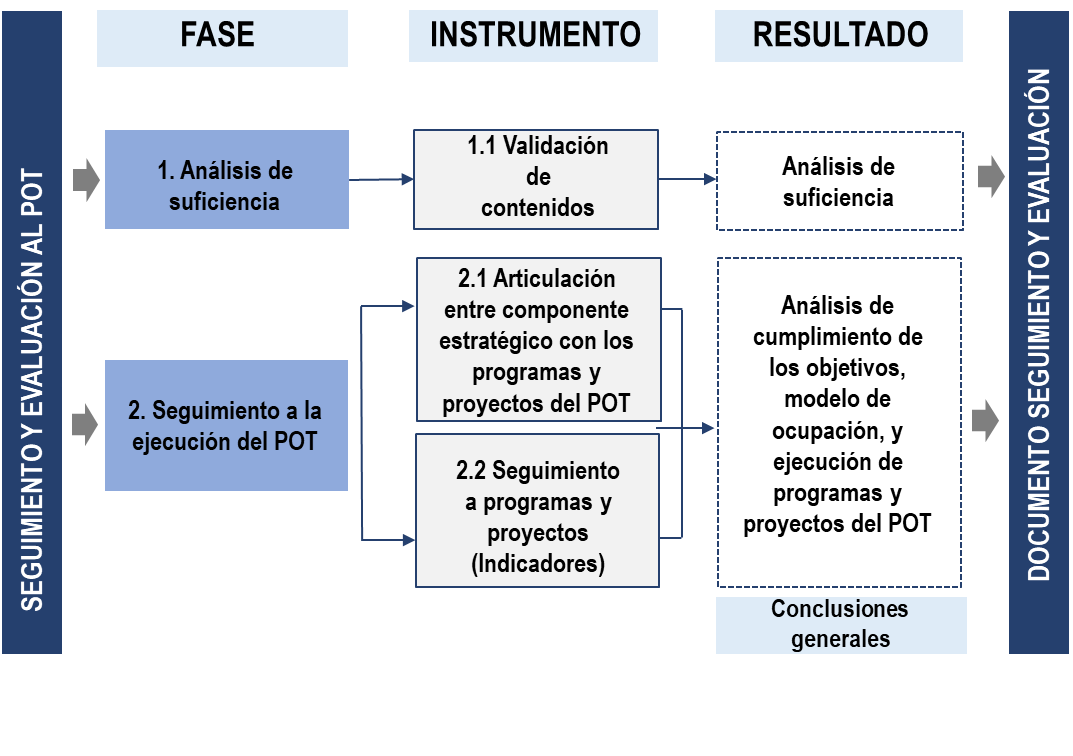 SEGUIMIENTO Y EVALUACIÓN AL POT
FASE
INSTRUMENTO
RESULTADO
1. Análisis de
suficiencia
1.1 Validación
de
contenidos
Análisis de
suficiencia
2. Seguimiento a la
ejecución del POT
2.1 Articulación
entre componente
estratégico con los
programas y
proyectos del POT
2.2 Seguimiento
a programas y
proyectos
(Indicadores)
Análisis de
cumplimiento de
los objetivos,
modelo de
ocupación, y
ejecución de
programas y
proyectos del POT
Conclusiones
generales
DOCUMENTO SEGUIMIENTO Y EVALUACIÓN